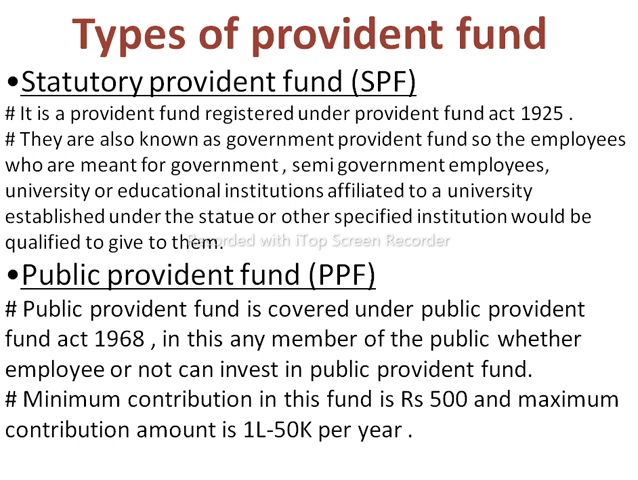 Types of provident fund
•Statutory provident fund (SPF)
# It is a provident fund registered under provident fund act 1925 .
# They are also known as government provident fund so the employees
who are meant for government , semi government employees,
university or educational institutions affiliated to a university
established under the statue or other specified institution would be
qualified to give to them.
Recorded with iTop Screen Recorder
•Public provident fund (PPF)
# Public provident fund is covered under public provident
fund act 1968 , in this any member of the public whether
employee or not can invest in public provident fund.
# Minimum contribution in this fund is Rs 500 and maximum
contribution amount is 1L-50K per year .